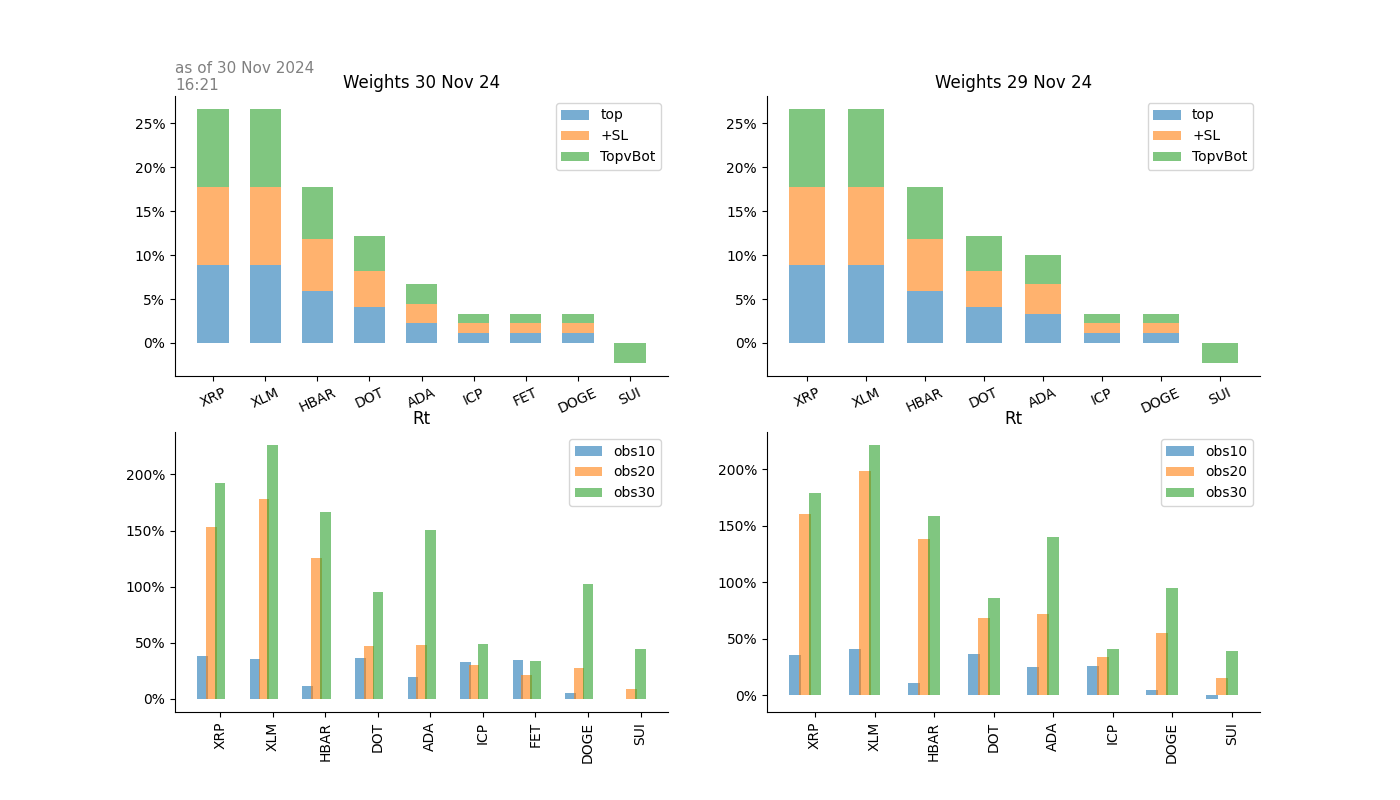 as of 30 Nov 2024
16:21
Weights 30 Nov 24
25%
20%
15%
10%
5%
0%
top
+SL
TopvBot
XRP XLM HBAR DOT ADA ICP FET DOGE SUI
Weights 29 Nov 24
25%
20%
15%
10%
5%
0%
top
+SL
TopvBot
XRP XLM HBAR DOT ADA ICP DOGE SUI
Rt
200%
150%
100%
50%
0%
obs10
obs20
obs30
XRP XLM HBAR DOT ADA ICP FET DOGE SUI
Rt
200%
150%
100%
50%
0%
obs10
obs20
obs30
XRP XLM HBAR DOT ADA ICP DOGE SUI